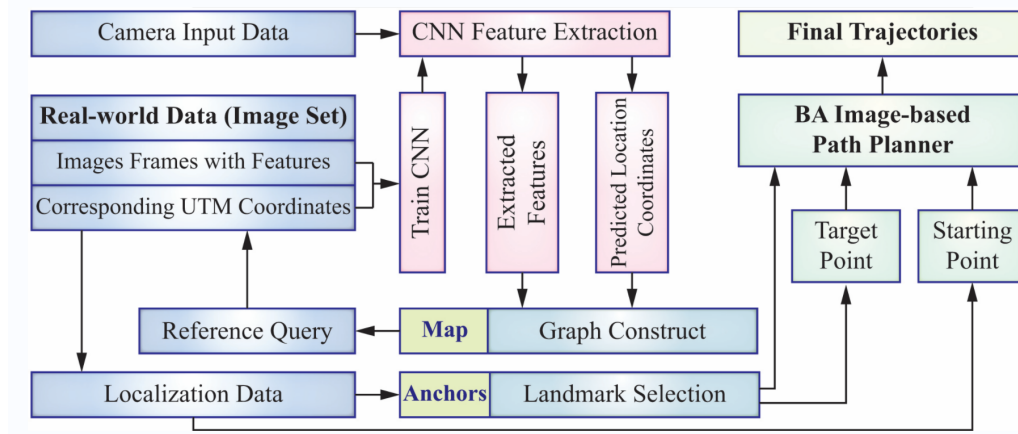 Camera Input Data
CNN Feature Extraction
Final Trajectories
Real-world Data (Image Set)
Images Frames with Features
Corresponding UTM Coordinates
Train CNN
Extracted
Features
Predicted Location
Coordinates
BA Image-based
Path Planner
Target
Point
Starting
Point
Reference Query
Map
Graph Construct
Localization Data
Anchors
Landmark Selection